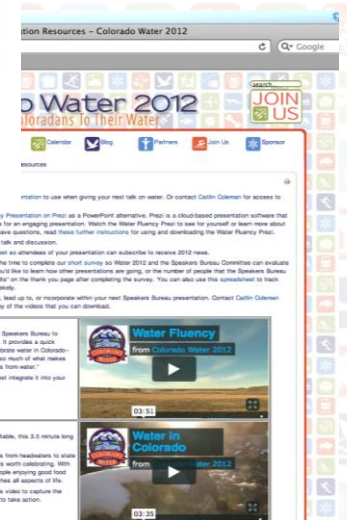 ation Resources – Colorado Water 2012
Google
search...
o Water 2012
loradans To Their Water
JOIN US
Calendar Blog Partners Join Us Sponsor
esources
ntation to use when giving your next talk on water. Or contact Caitlin Coleman for access to
y Presentation on Prezi as a PowerPoint alternative. Prezi is a cloud-based presentation software that
s for an engaging presentation. Watch the Water Fluency Prezi to see for yourself or learn more about
ave questions, read these further instructions for using and downloading the Water Fluency Prezi.
talk and discussion.
et so attendees of your presentation can subscribe to receive 2012 news.
he time to complete our short survey so Water 2012 and the Speakers Bureau Committee can evaluate
u'd like to learn how other presentations are going, or the number of people that the Speakers Bureau
ults" on the thank you page after completing the survey. You can also use this spreadsheet to track
kely.
, lead up to, or incorporate within your next Speakers Bureau presentation. Contact Caitlin Coleman
y of the videos that you can download.
Speakers Bureau to
. It provides a quick
brate water in Colorado–
so much of what makes
s from water."
st integrate it into your
Water Fluency
from Colorado Water 2012
03:51
table, this 3.5 minute long
s from headwaters to state
s worth celebrating. With
ople enjoying good food
hes all aspects of life.
s video to capture the
to take action.
Water in
Colorado
from Water 2012
03:35